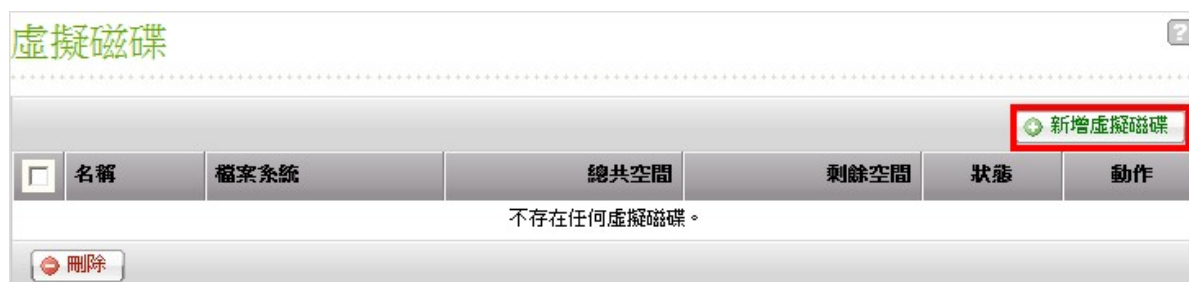 虛擬磁碟
?
新增虛擬磁碟
名稱 檔案系統 總共空間 剩餘空間 狀態 動作
不存在任何虛擬磁碟。
刪除